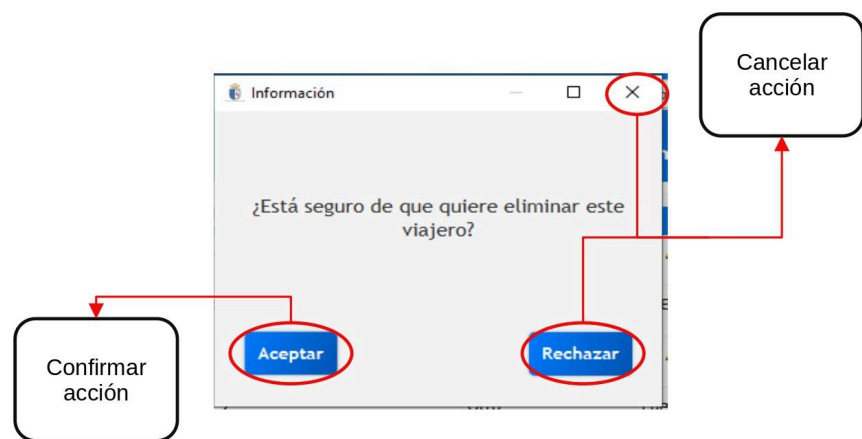 Cancelar
acción
Información
¿Está seguro de que quiere eliminar este
viajero?
Aceptar
Rechazar
Confirmar
acción